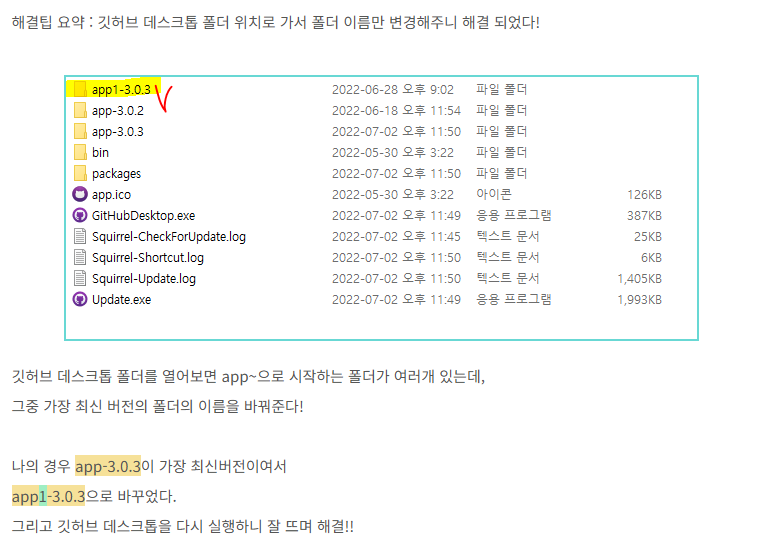 해결팁 요약 : 깃허브 데스크톱 폴더 위치로 가서 폴더 이름만 변경해주니 해결 되었다!
app1-3.0.3 2022-06-28 오후 9:02 파일 폴더
app-3.0.2 2022-06-18 오후 11:54 파일 폴더
app-3.0.3 2022-07-02 오후 11:50 파일 폴더
bin 2022-05-30 오후 3:22 파일 폴더
packages 2022-07-02 오후 11:50 파일 폴더
app.ico 2022-05-30 오후 3:22 아이콘 126KB
GitHubDesktop.exe 2022-07-02 오후 11:49 응용 프로그램 387KB
Squirrel-CheckForUpdate.log 2022-07-02 오후 11:45 텍스트 문서 25KB
Squirrel-Shortcut.log 2022-07-02 오후 11:50 텍스트 문서 6KB
Squirrel-Update.log 2022-07-02 오후 11:50 텍스트 문서 1,405KB
Update.exe 2022-07-02 오후 11:49 응용 프로그램 1,993KB
깃허브 데스크톱 폴더를 열어보면 app~으로 시작하는 폴더가 여러개 있는데,
그중 가장 최신 버전의 폴더의 이름을 바꿔준다!
나의 경우 app-3.0.3이 가장 최신버전이여서
app1-3.0.3으로 바꾸었다.
그리고 깃허브 데스크톱을 다시 실행하니 잘 뜨며 해결!!